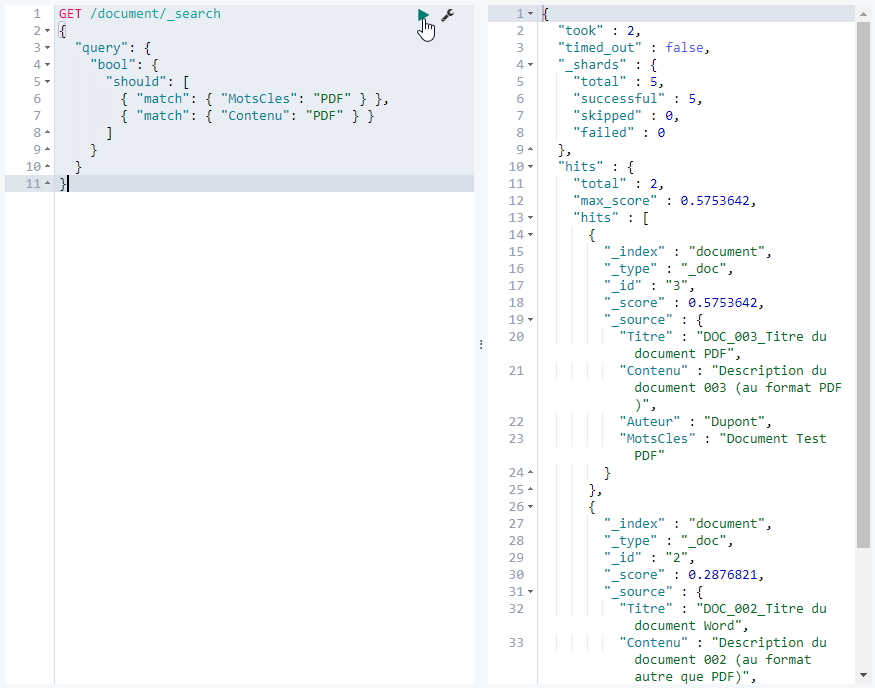 1 GET /document/_search
2 {
3 "query": {
4 "bool": {
5 "should": [
6 { "match": { "MotsCles": "PDF" } },
7 { "match": { "Contenu": "PDF" } }
8 ]
9 }
10 }
11 }
1 {
2 "took" : 2,
3 "timed_out" : false,
4 "_shards" : {
5 "total" : 5,
6 "successful" : 5,
7 "skipped" : 0,
8 "failed" : 0
9 },
10 "hits" : {
11 "total" : 2,
12 "max_score" : 0.5753642,
13 "hits" : [
14 {
15 "_index" : "document",
16 "_type" : "_doc",
17 "_id" : "3",
18 "_score" : 0.5753642,
19 "_source" : {
20 "Titre" : "DOC_003_Titre du
document PDF",
21 "Contenu" : "Description du
document 003 (au format PDF
)",
22 "Auteur" : "Dupont",
23 "MotsCles" : "Document Test
PDF"
24 }
25 },
26 {
27 "_index" : "document",
28 "_type" : "_doc",
29 "_id" : "2",
30 "_score" : 0.2876821,
31 "_source" : {
32 "Titre" : "DOC_002_Titre du
document Word",
33 "Contenu" : "Description du
document 002 (au format
autre que PDF)",